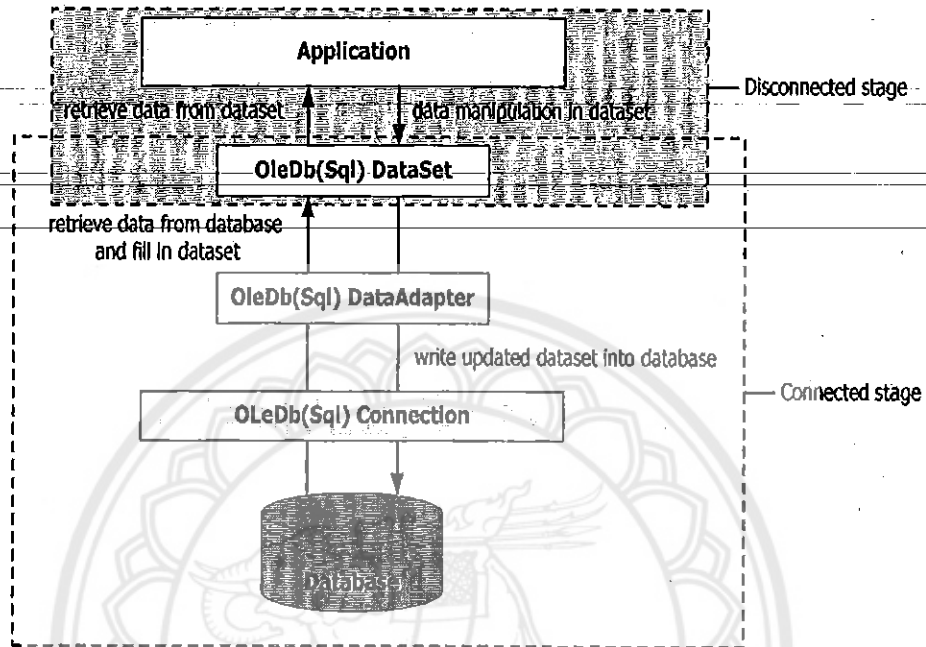 Application
Disconnected stage
retrieve data from dataset
data manipulation in dataset
OleDb(Sql) DataSet
retrieve data from database
and fill in dataset
OleDb(Sql) DataAdapter
write updated dataset into database
Connected stage
OLeDb(Sql) Connection
Database